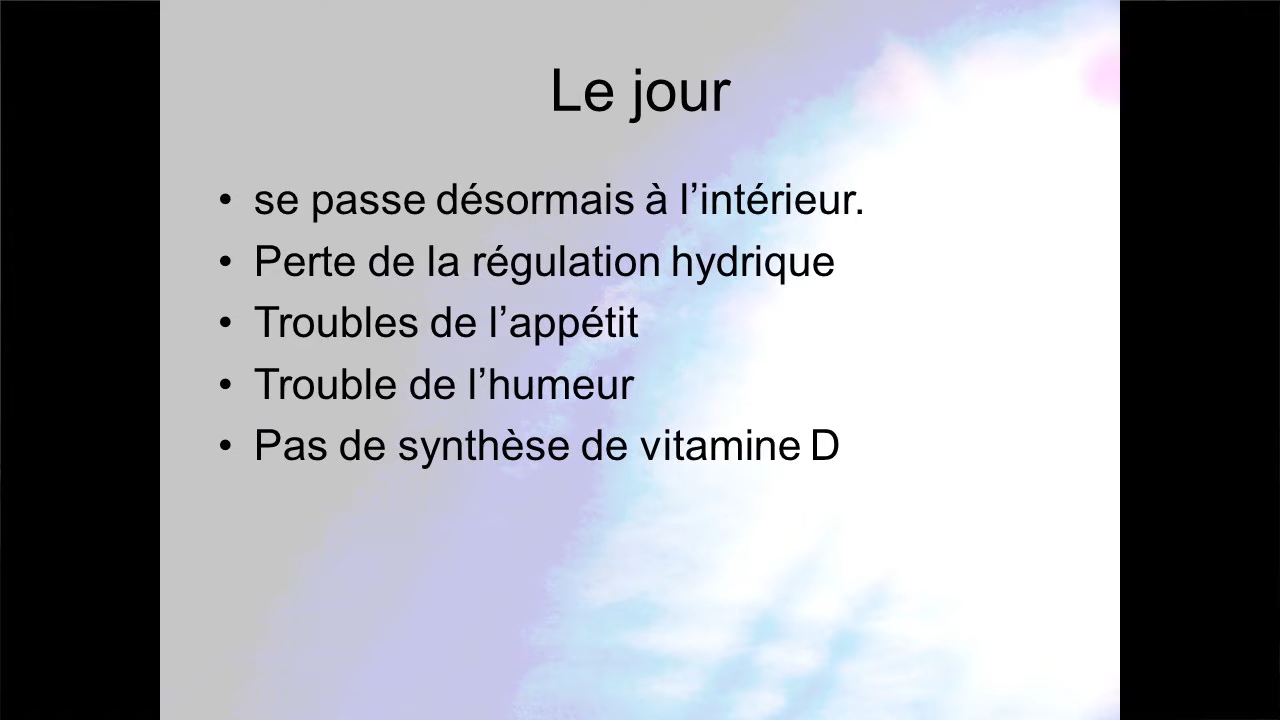 Le jour
• se passe désormais à l’intérieur.
• Perte de la régulation hydrique
• Troubles de l’appétit
• Trouble de l’humeur
• Pas de synthèse de vitamine D